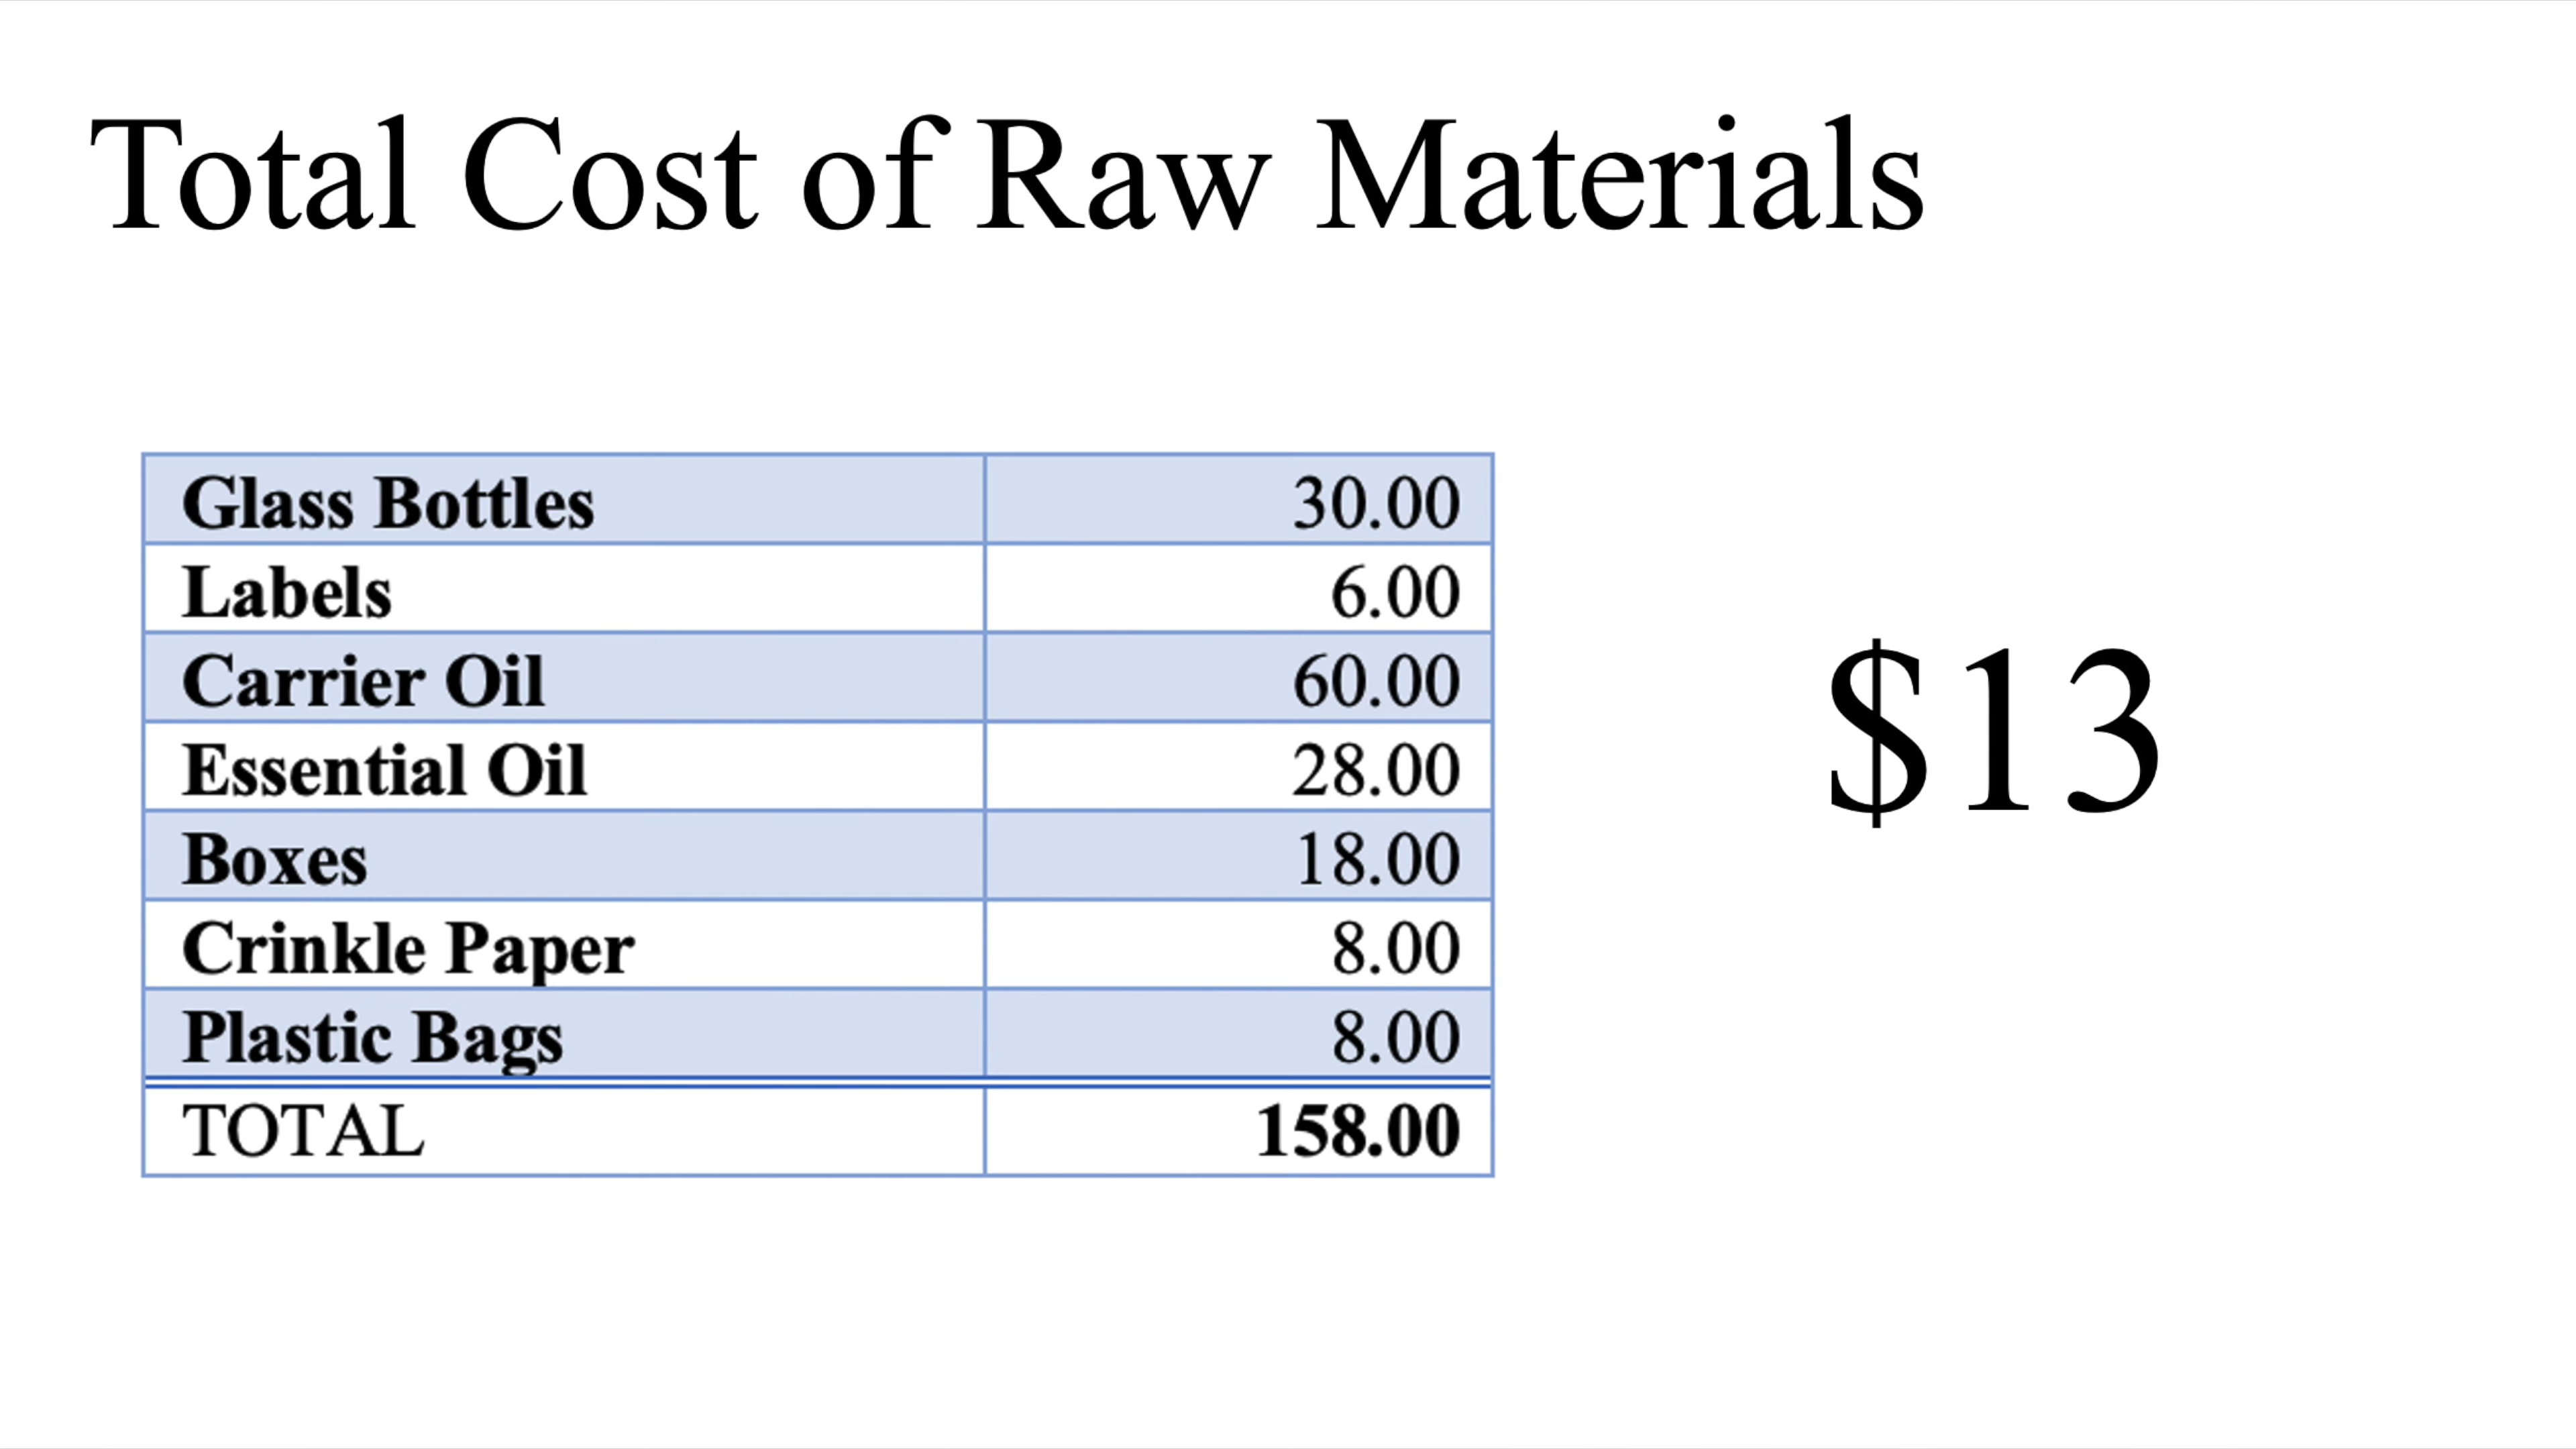 Total Cost of Raw Materials
Glass Bottles 30.00
Labels 6.00
Carrier Oil 60.00
Essential Oil 28.00
Boxes 18.00
Crinkle Paper 8.00
Plastic Bags 8.00
TOTAL 158.00
$13